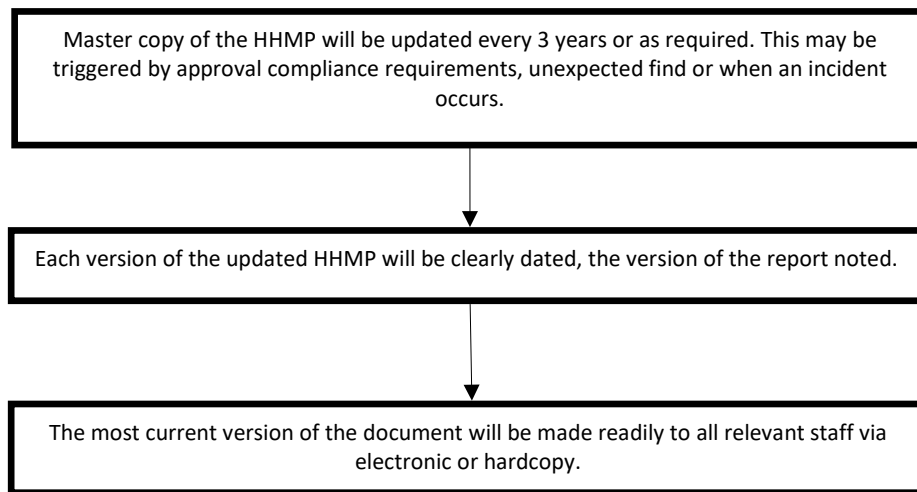 Master copy of the HHMP will be updated every 3 years or as required. This may be
triggered by approval compliance requirements, unexpected find or when an incident
occurs.
Each version of the updated HHMP will be clearly dated, the version of the report noted.
The most current version of the document will be made readily to all relevant staff via
electronic or hardcopy.